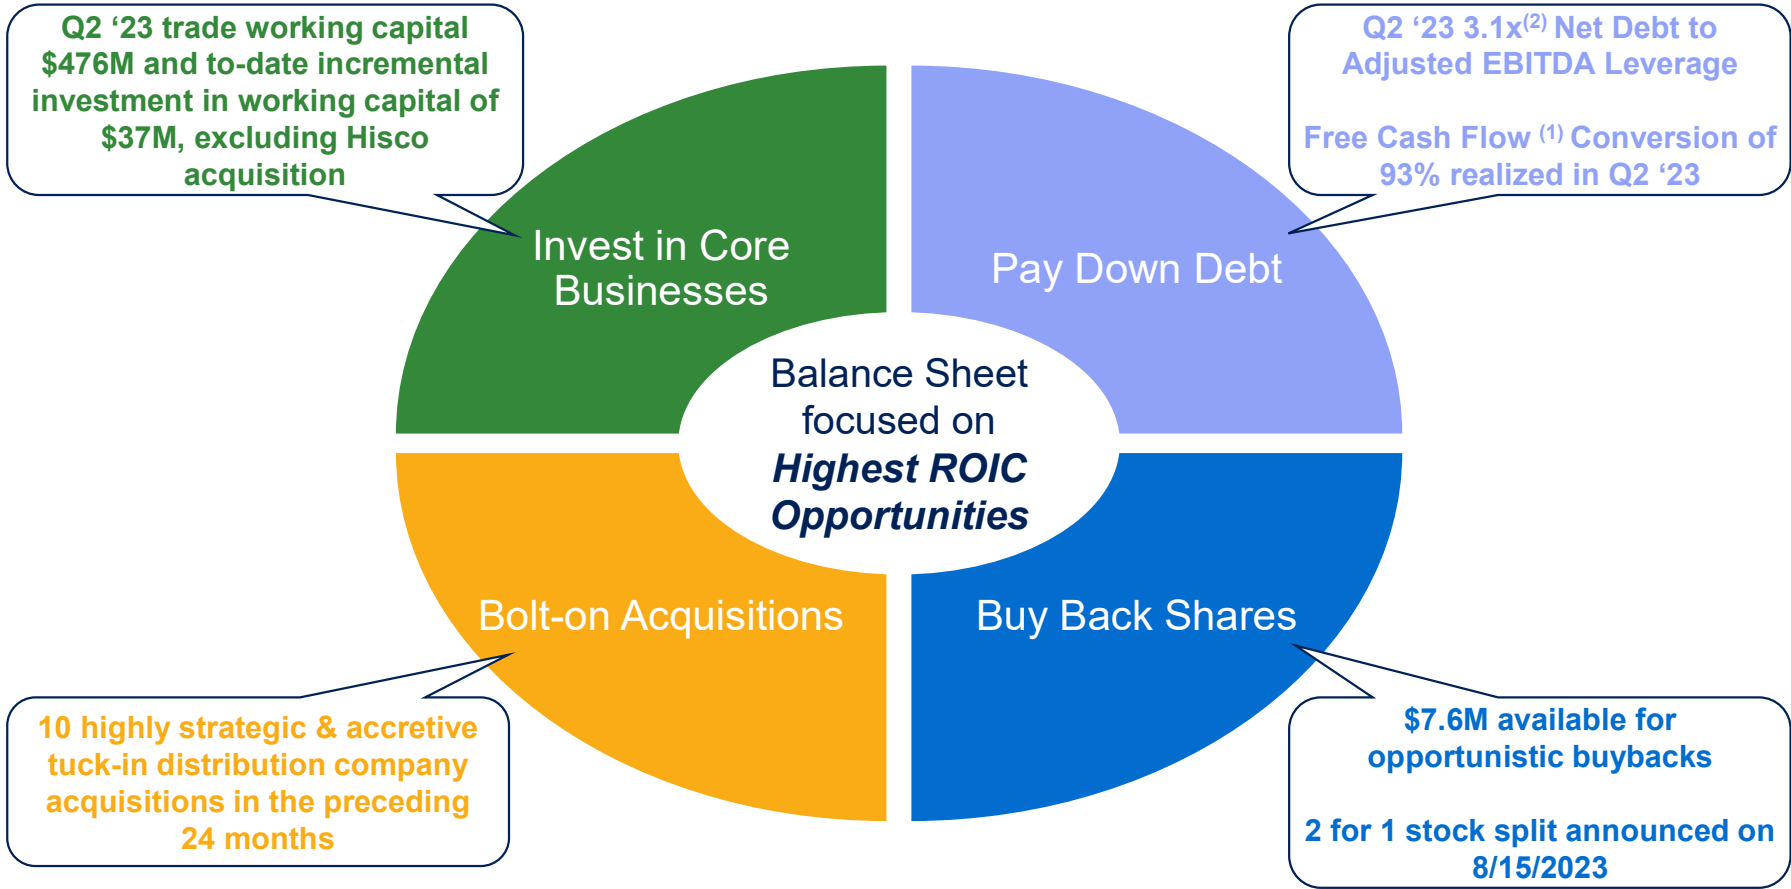 Q2 ‘23 trade working capital
$476M and to-date incremental
investment in working capital of
$37M, excluding Hisco
acquisition
Q2 ‘23 3.1x(2) Net Debt to
Adjusted EBITDA Leverage
Free Cash Flow (1) Conversion of
93% realized in Q2 ‘23
Invest in Core
Businesses
Pay Down Debt
Balance Sheet
focused on
Highest ROIC
Opportunities
Bolt-on Acquisitions
Buy Back Shares
10 highly strategic & accretive
tuck-in distribution company
acquisitions in the preceding
24 months
$7.6M available for
opportunistic buybacks
2 for 1 stock split announced on
8/15/2023